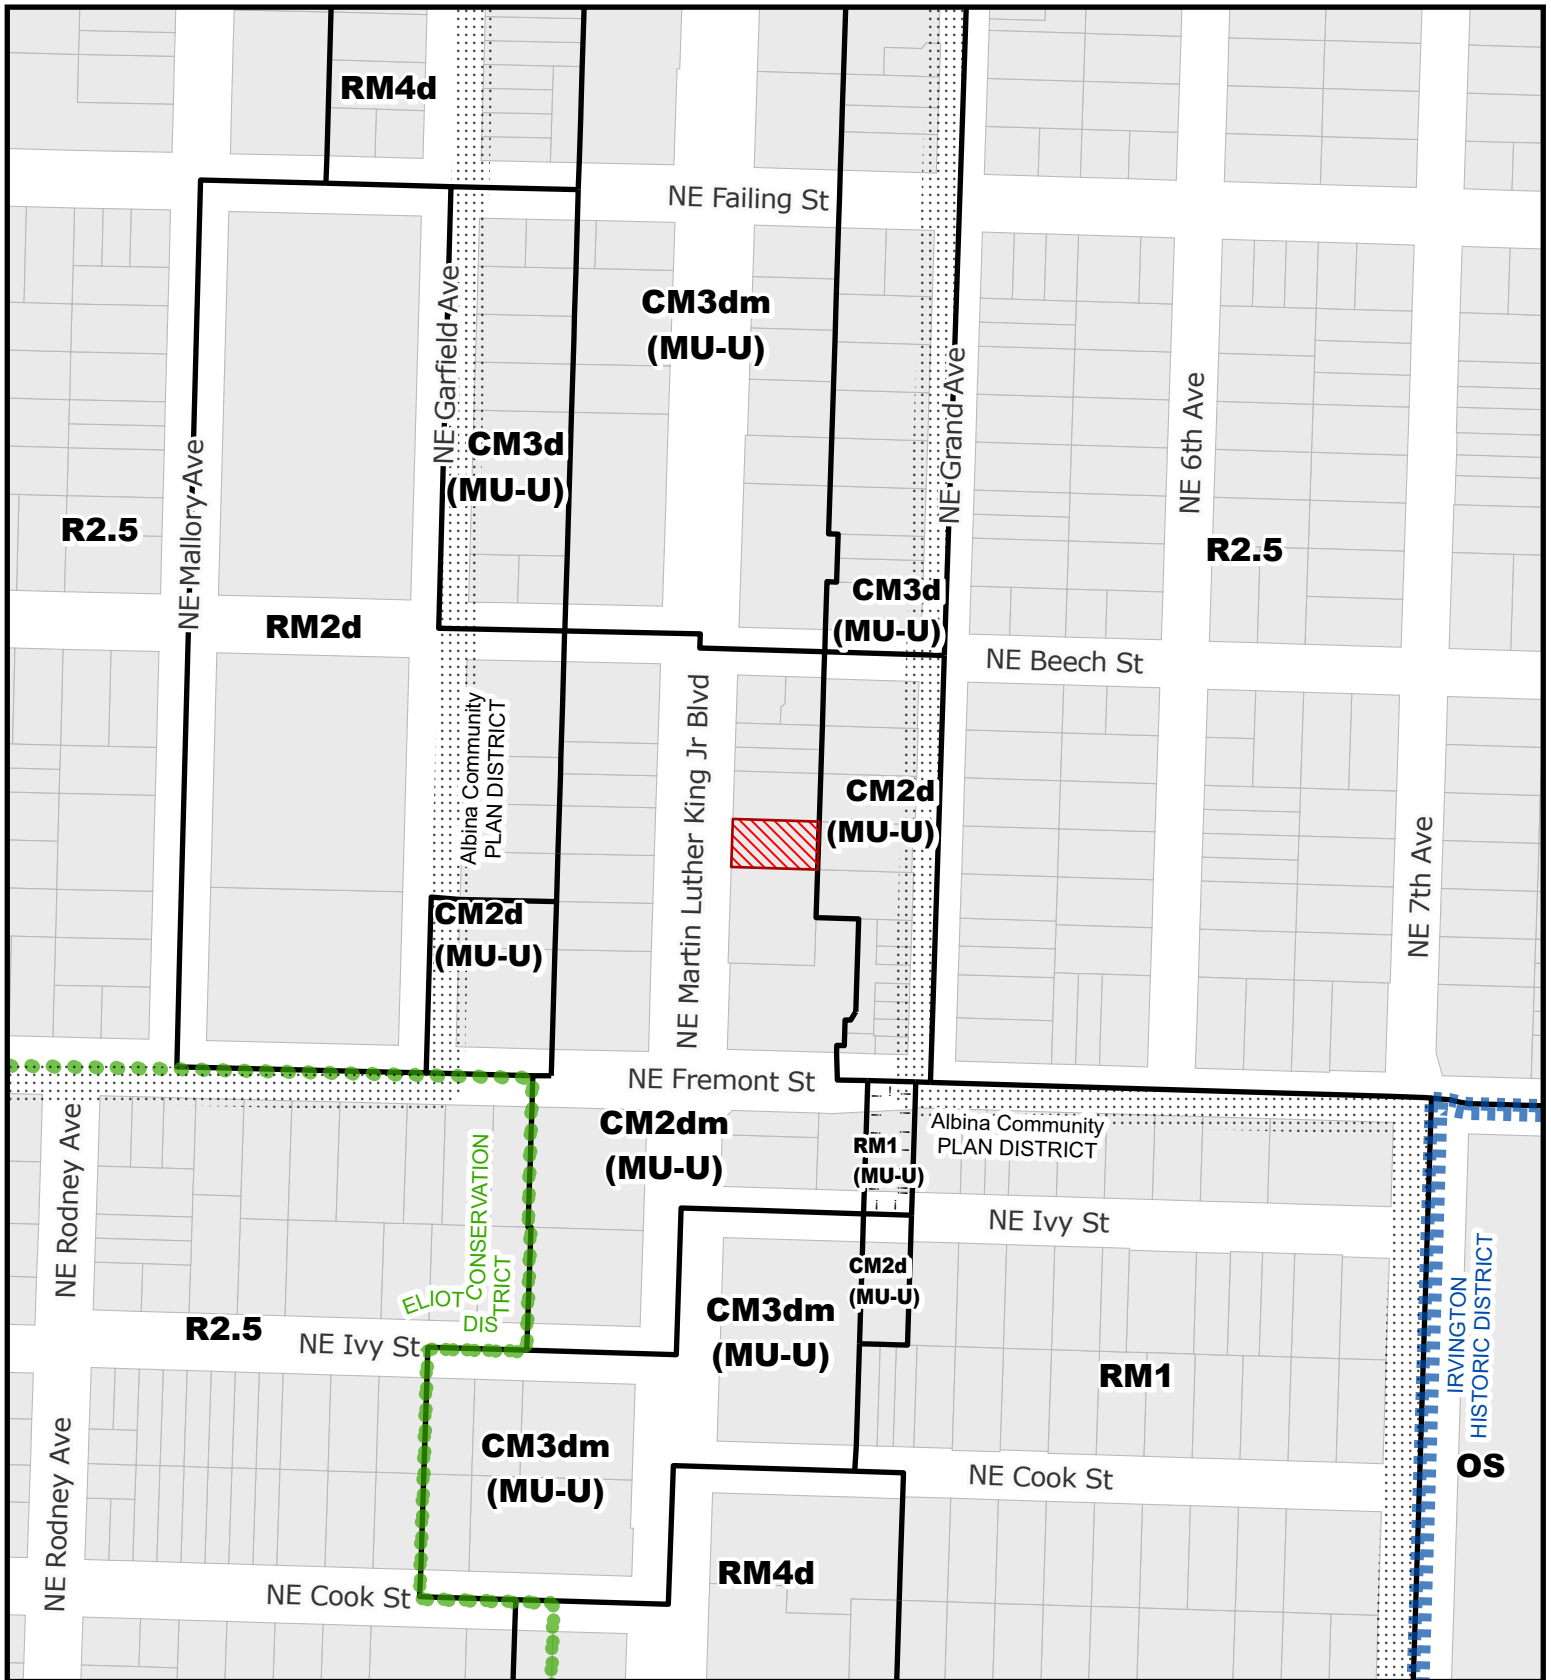 RM4d
NE Failing St
CM3dm
(MU-U)
NE Garfield Ave
CM3d
(MU-U)
NE Grand Ave
NE 6th Ave
NE Mallory Ave
R2.5
R2.5
CM3d
(MU-U)
RM2d
NE Beech St
Albina Community
PLAN DISTRICT
NE Martin Luther King Jr Blvd
CM2d
(MU-U)
NE 7th Ave
CM2d
(MU-U)
NE Fremont St
CM2dm
(MU-U)
RM1
(MU-U)
Albina Community
PLAN DISTRICT
NE Rodney Ave
ELIOT CONSERVATION
DISTRICT
NE Ivy St
CM2d
(MU-U)
CM3dm
(MU-U)
R2.5
NE Ivy St
RM1
IRVINGTON
HISTORIC DISTRICT
OS
CM3dm
(MU-U)
NE Cook St
NE Rodney Ave
RM4d
NE Cook St